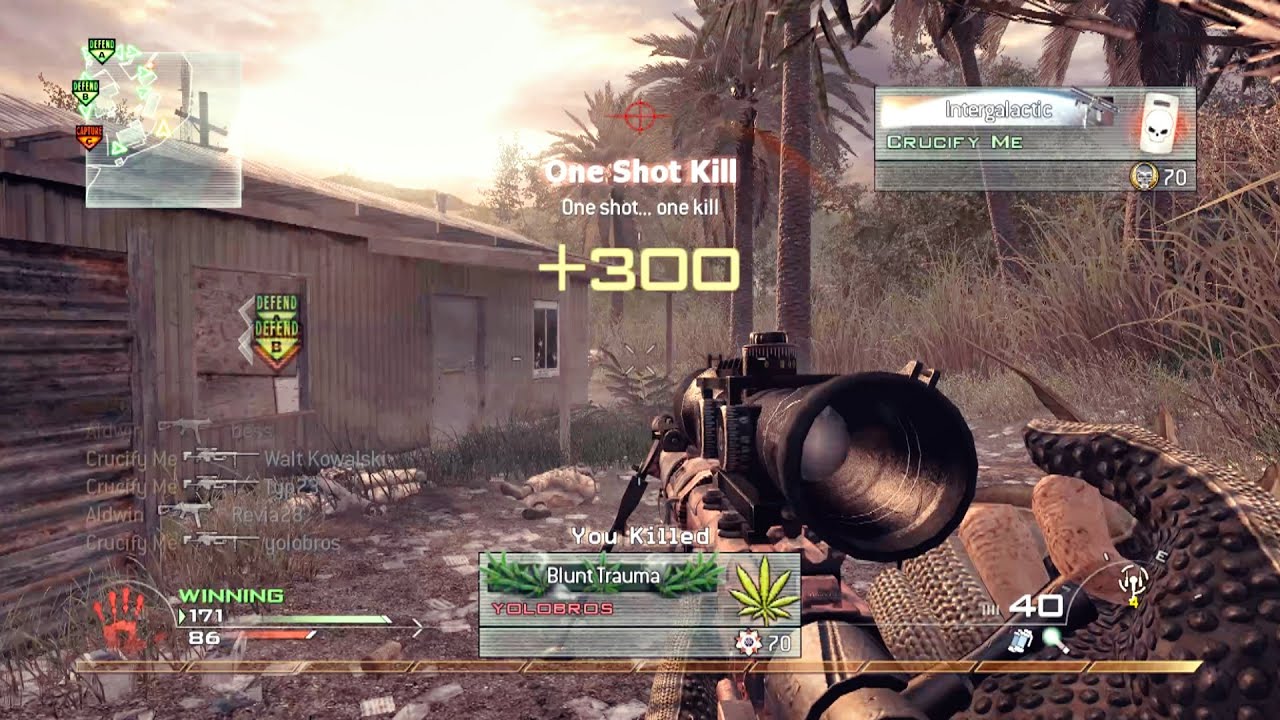 DEFEND
A
DEFEND
B
CAPTURE
C
One Shot Kill
One shot... one kill
+300
Intergalactic
CRUCIFY ME
70
DEFEND
DEFEND
B
Aldwin
Crucify Me Walt Kowalski
Crucify Me Typ23
Aldwin Revia28
Crucify Me yolobros
WINNING
171
86
You Killed
Blunt Trauma
YOLOBROS
70
40
E
4